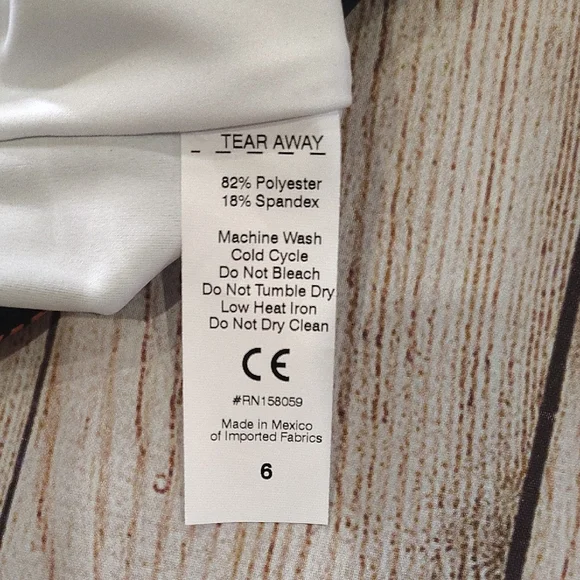 TEAR AWAY
82% Polyester
18% Spandex
Machine Wash
Cold Cycle
Do Not Bleach
Do Not Tumble Dry
Low Heat Iron
Do Not Dry Clean
CE
#RN158059
Made in Mexico
of Imported Fabrics
6